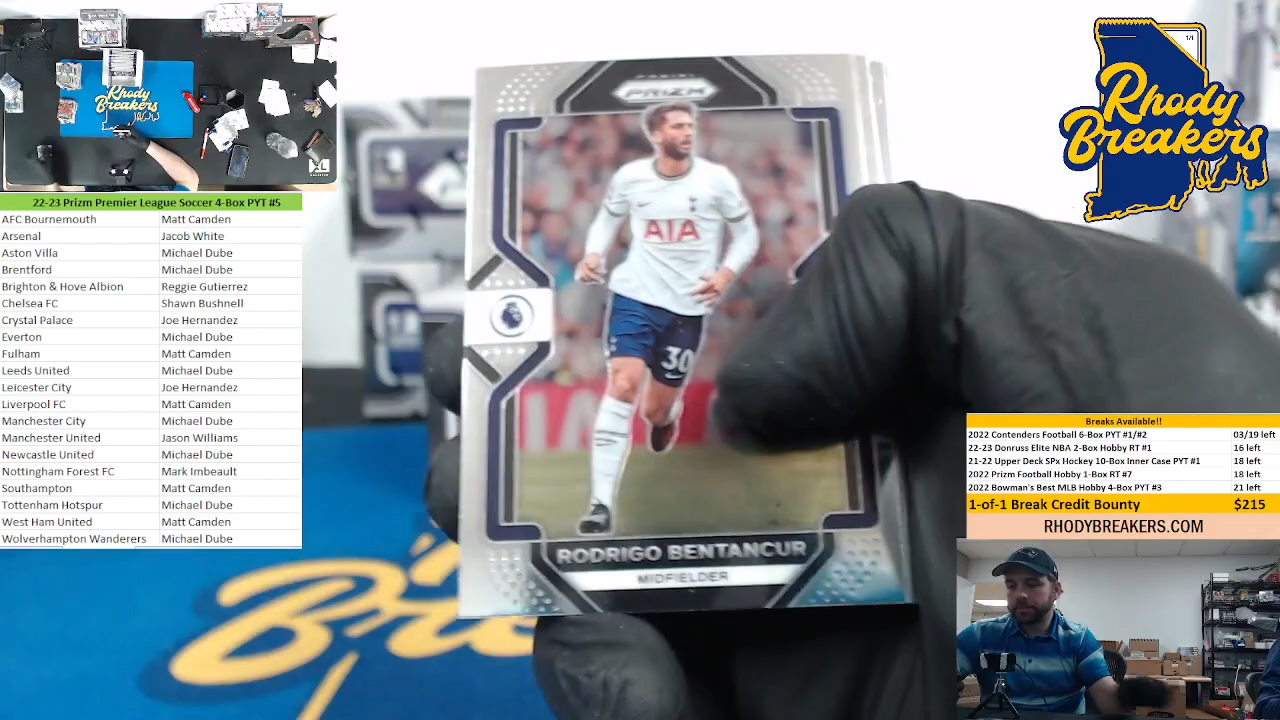 Rhody
Breakers
22-23 Prizm Premier League Soccer 4-Box PYT #5
AFC Bournemouth Matt Camden
Arsenal Jacob White
Aston Villa Michael Dube
Brentford Michael Dube
Brighton & Hove Albion Reggie Gutierrez
Chelsea FC Shawn Bushnell
Crystal Palace Joe Hernandez
Everton Michael Dube
Fulham Matt Camden
Leeds United Michael Dube
Leicester City Joe Hernandez
Liverpool FC Matt Camden
Manchester City Michael Dube
Manchester United Jason Williams
Newcastle United Michael Dube
Nottingham Forest FC Mark Imbeault
Southampton Matt Camden
Tottenham Hotspur Michael Dube
West Ham United Matt Camden
Wolverhampton Wanderers Michael Dube
PANINI
PRIZM
AIA
30
RODRIGO BENTANCUR
MIDFIELDER
1/1
Rhody
Breakers
Breaks Available!!
2022 Contenders Football 6-Box PYT #1/#2 03/19 left
22-23 Donruss Elite NBA 2-Box Hobby RT #1 16 left
21-22 Upper Deck SPx Hockey 10-Box Inner Case PYT #1 18 left
2022 Prizm Football Hobby 1-Box RT #7 18 left
2022 Bowman's Best MLB Hobby 4-Box PYT #3 21 left
1-of-1 Break Credit Bounty $215
RHODYBREAKERS.COM